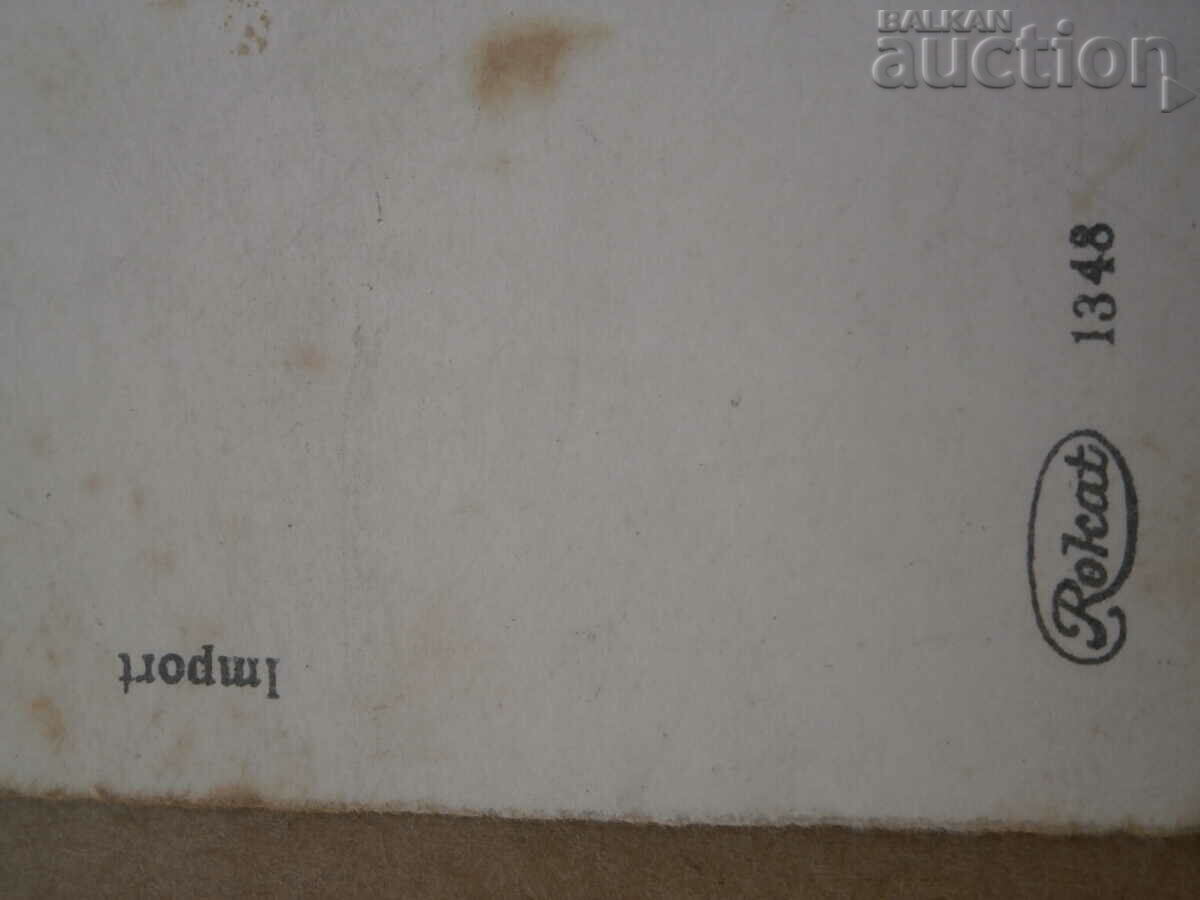 BALKAN
auction
1348
Rokat
Import